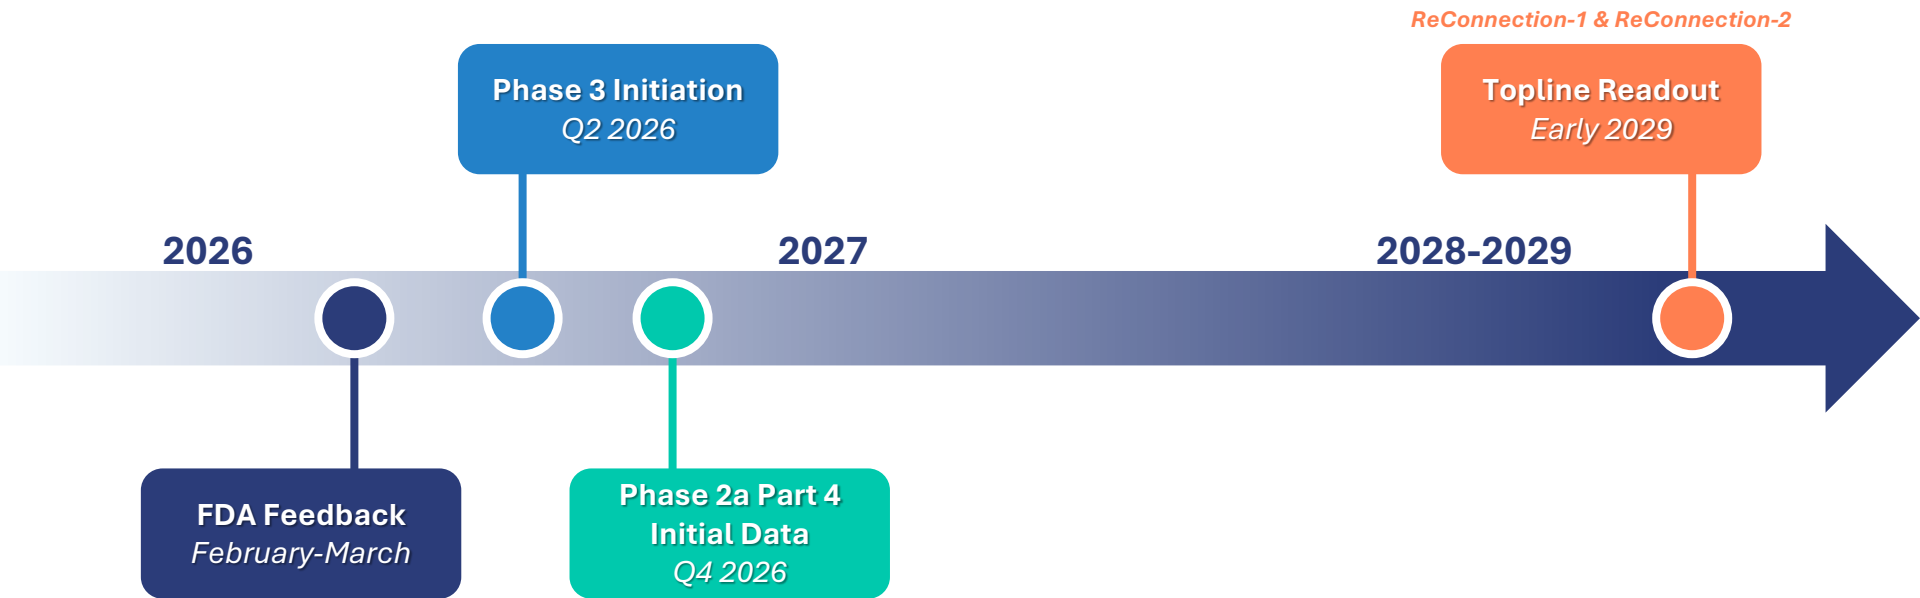 ReConnection-1 & ReConnection-2
Phase 3 Initiation
Q2 2026
Topline Readout
Early 2029
2026
2027
2028-2029
FDA Feedback
February-March
Phase 2a Part 4
Initial Data
Q4 2026